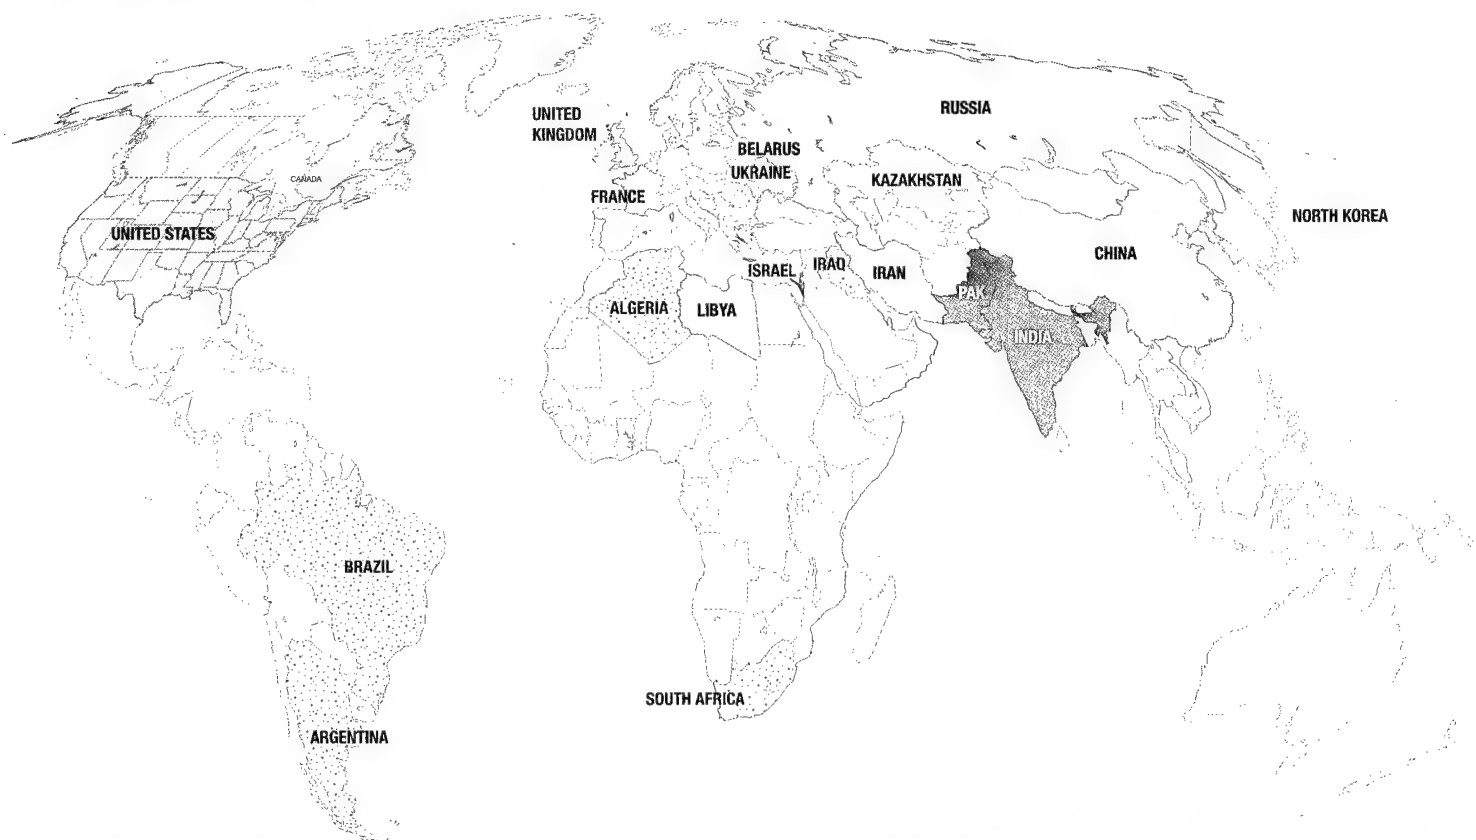 UNITED
KINGDOM
RUSSIA
BELARUS
UKRAINE
CANADA
KAZAKHSTAN
FRANCE
NORTH KOREA
UNITED STATES
CHINA
ISRAEL
IRAQ
IRAN
PAK
ALGERIA
LIBYA
INDIA
BRAZIL
SOUTH AFRICA
ARGENTINA